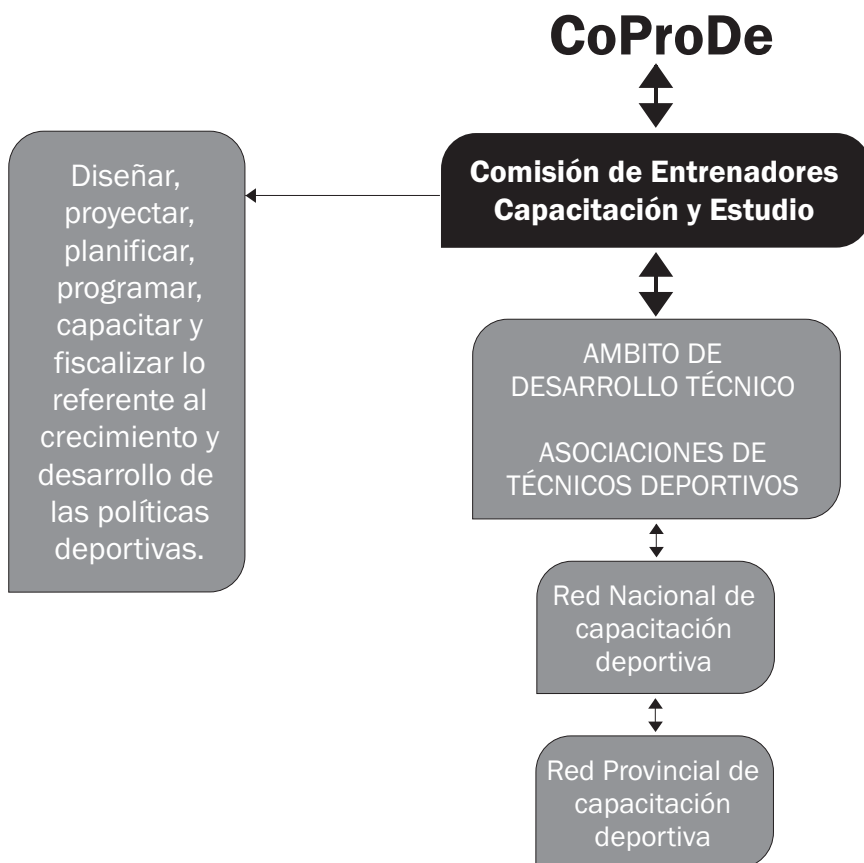 CoProDe
Comisión de Entrenadores
Capacitación y Estudio
Diseñar,
proyectar,
planificar,
programar,
capacitar y
fiscalizar lo
referente al
crecimiento y
desarrollo de
las políticas
deportivas.
AMBITO DE
DESARROLLO TÉCNICO
ASOCIACIONES DE
TÉCNICOS DEPORTIVOS
Red Nacional de
capacitación
deportiva
Red Provincial de
capacitación
deportiva